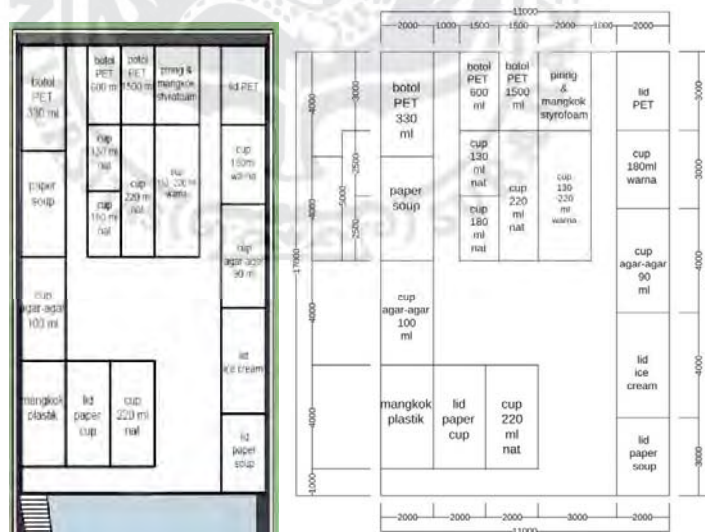 botol
PET
330 ml
botol
PET
600 ml
botol
PET
1500 ml
piring &
mangkok
styrofoam
lid PET
cup
130 ml
nat
cup
180ml
warna
paper
soup
cup
220 ml
nat
cup
130-220 ml
warna
cup
180 ml
nat
cup
agar-agar
90 ml
cup
agar-agar
100 ml
lid
ice cream
mangkok
plastik
lid
paper
cup
cup
220 ml
nat
lid
paper
soup
11000
2000 1000 1500 1500 2000 1000 2000
botol
PET
330
ml
botol
PET
600
ml
botol
PET
1500
ml
piring
&
mangkok
styrofoam
lid
PET
cup
130
ml
nat
cup
180ml
warna
paper
soup
cup
220
ml
nat
cup
130
-220
ml
warna
cup
180
ml
nat
cup
agar-agar
90
ml
cup
agar-agar
100
ml
lid
ice
cream
mangkok
plastik
lid
paper
cup
cup
220
ml
nat
lid
paper
soup
17000
4000
4000
4000
4000
1000
5000
3000
2500
2500
3000
3000
4000
4000
3000
2000 2000 2000 3000 2000
11000